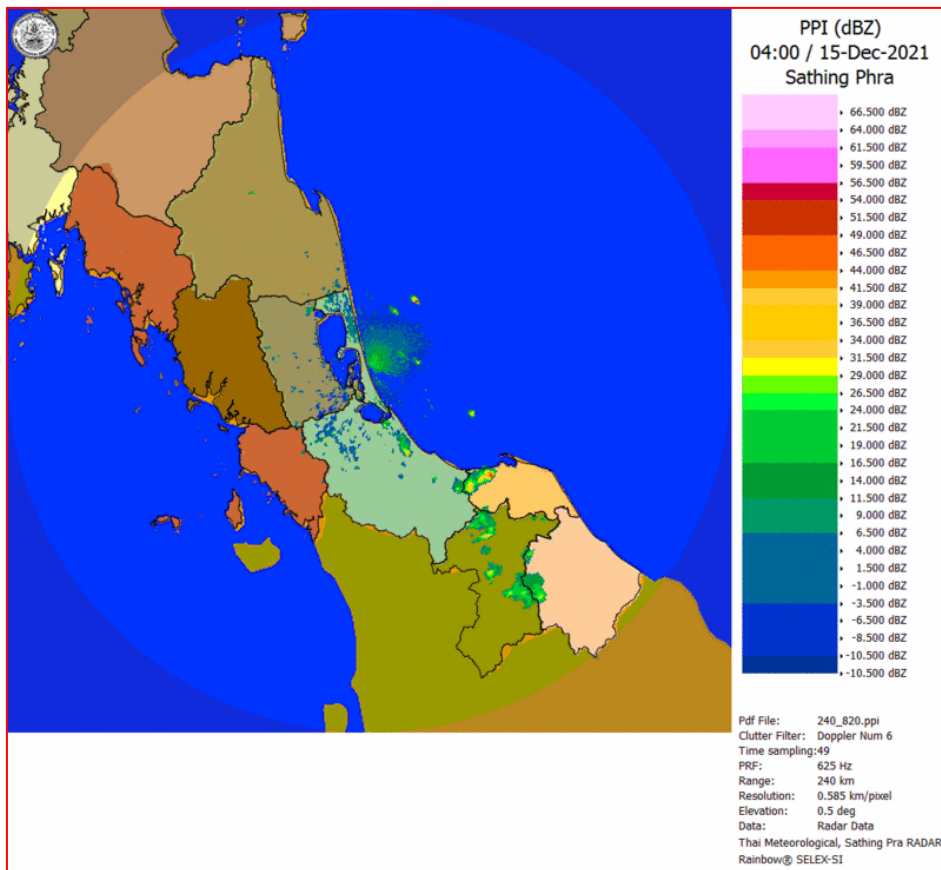 PPI (dBZ)
04:00 / 15-Dec-2021
Sathing Phra
66.500 dBZ
64.000 dBZ
61.500 dBZ
59.500 dBZ
56.500 dBZ
54.000 dBZ
51.500 dBZ
49.000 dBZ
46.500 dBZ
44.000 dBZ
41.500 dBZ
39.000 dBZ
36.500 dBZ
34.000 dBZ
31.500 dBZ
29.000 dBZ
26.500 dBZ
24.000 dBZ
21.500 dBZ
19.000 dBZ
16.500 dBZ
14.000 dBZ
11.500 dBZ
9.000 dBZ
6.500 dBZ
4.000 dBZ
1.500 dBZ
-1.000 dBZ
-3.500 dBZ
-6.500 dBZ
-8.500 dBZ
-10.500 dBZ
-10.500 dBZ
Pdf File: 240_820.ppi
Clutter Filter: Doppler Num 6
Time sampling:49
PRF: 625 Hz
Range: 240 km
Resolution: 0.585 km/pixel
Elevation: 0.5 deg
Data: Radar Data
Thai Meteorological, Sathing Pra RADAR
Rainbow® SELEX-SI